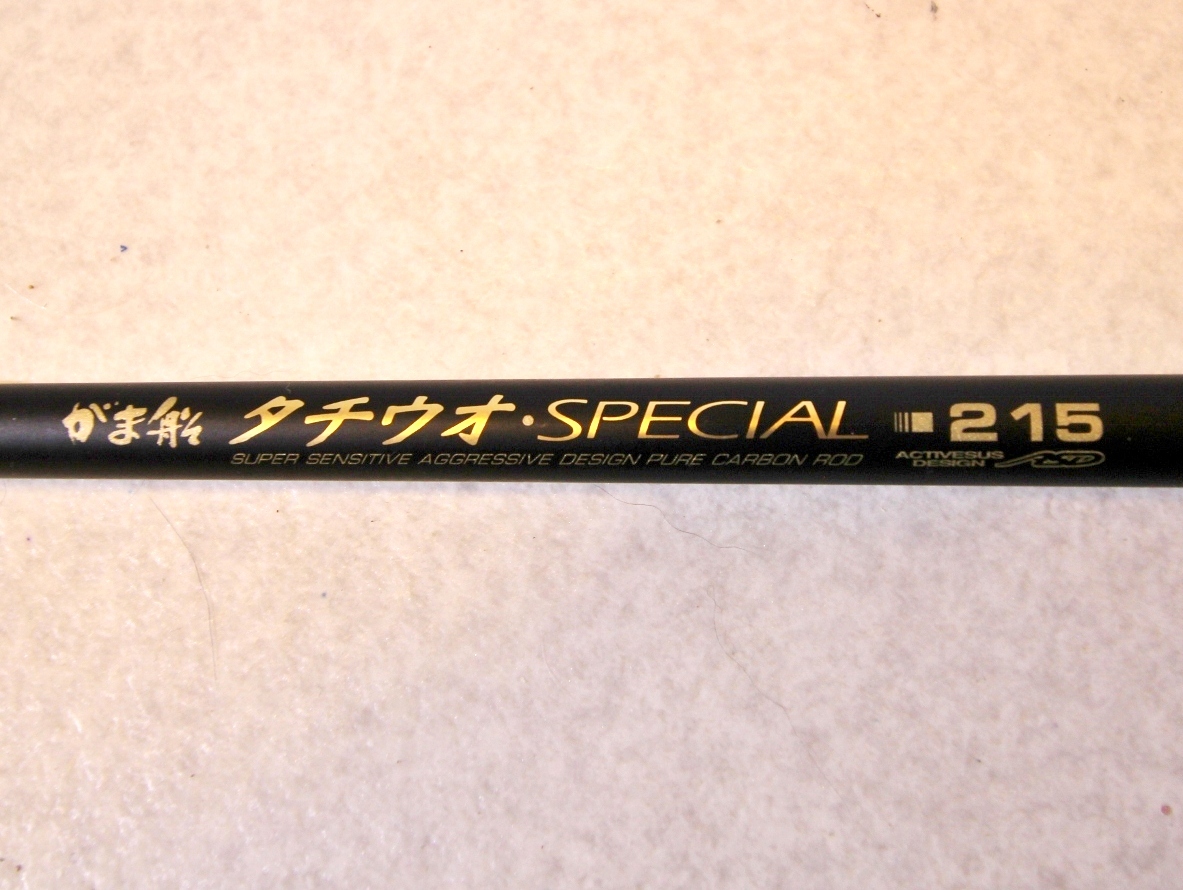 がま船 タチウオ・SPECIAL 215
SUPER SENSITIVE AGGRESSIVE DESIGN PURE CARBON ROD
ACTIVESUS
DESIGN